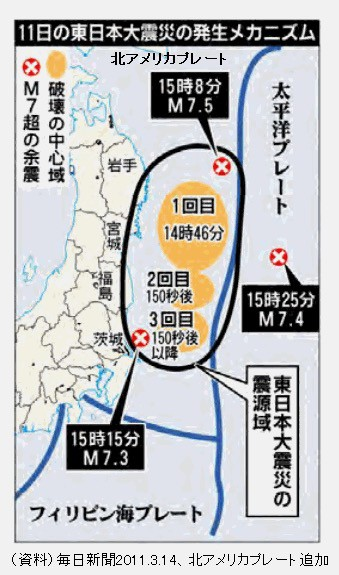 11日の東日本大震災の発生メカニズム
北アメリカプレート
破壊の中心域
M7超の余震
15時8分
M7.5
太平洋プレート
岩手
宮城
福島
茨城
1回目
14時46分
2回目
150秒後
3回目
150秒後
以降
15時25分
M7.4
15時15分
M7.3
東日本大震災の
震源域
フィリピン海プレート
（資料）毎日新聞2011.3.14、北アメリカプレート追加